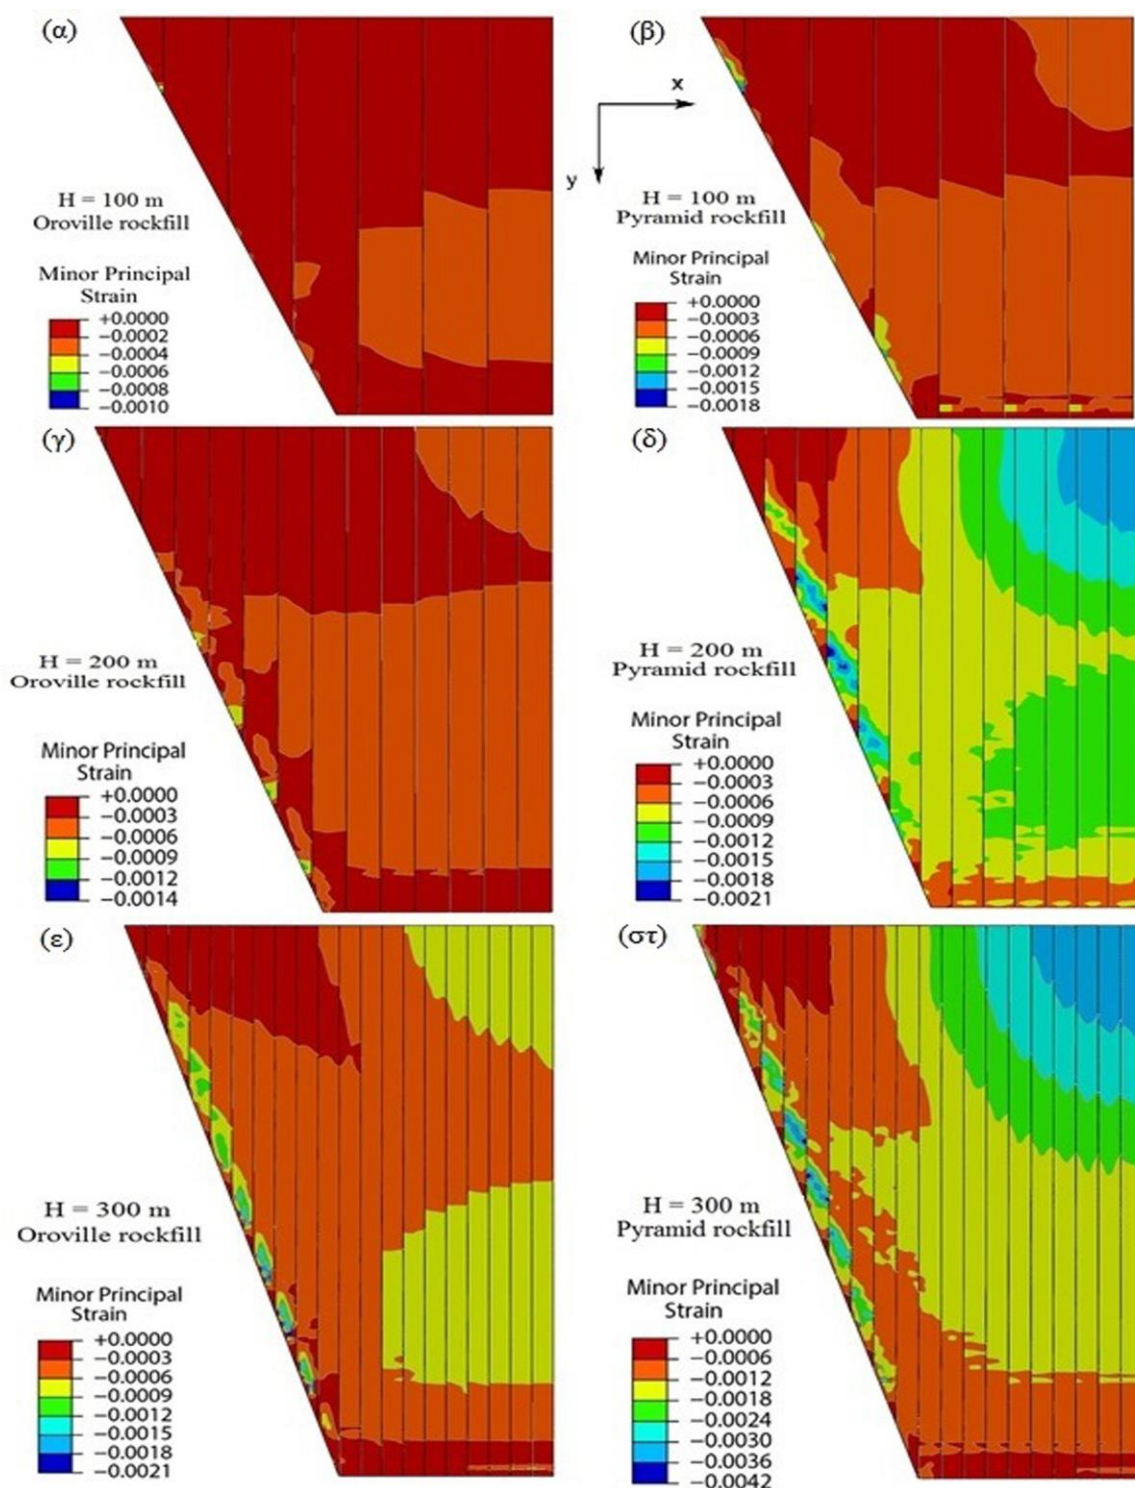 (α)
H = 100 m
Oroville rockfill
Minor Principal
Strain
+0.0000
−0.0002
−0.0004
−0.0006
−0.0008
−0.0010
(β)
x
y
H = 100 m
Pyramid rockfill
Minor Principal
Strain
+0.0000
−0.0003
−0.0006
−0.0009
−0.0012
−0.0015
−0.0018
(γ)
H = 200 m
Oroville rockfill
Minor Principal
Strain
+0.0000
−0.0003
−0.0006
−0.0009
−0.0012
−0.0014
(δ)
H = 200 m
Pyramid rockfill
Minor Principal
Strain
+0.0000
−0.0003
−0.0006
−0.0009
−0.0012
−0.0015
−0.0018
−0.0021
(ε)
H = 300 m
Oroville rockfill
Minor Principal
Strain
+0.0000
−0.0003
−0.0006
−0.0009
−0.0012
−0.0015
−0.0018
−0.0021
(στ)
H = 300 m
Pyramid rockfill
Minor Principal
Strain
+0.0000
−0.0006
−0.0012
−0.0018
−0.0024
−0.0030
−0.0036
−0.0042